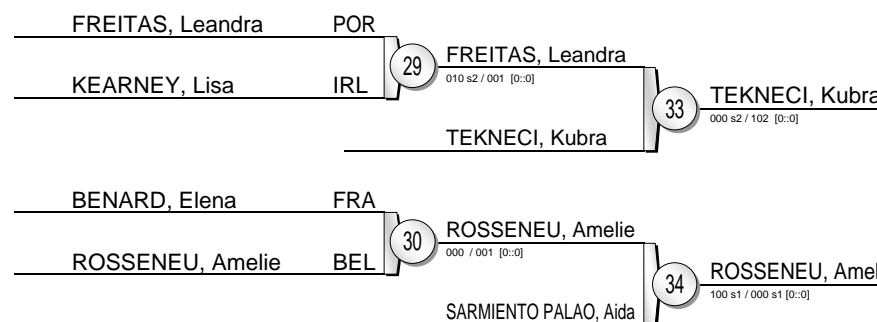 FREITAS, Leandra POR
29
FREITAS, Leandra
010 s2 / 001 [0::0]
KEARNEY, Lisa IRL
33
TEKNECI, Kubra
000 s2 / 102 [0::0]
TEKNECI, Kubra
BENARD, Elena FRA
30
ROSSENEU, Amelie
000 / 001 [0::0]
ROSSENEU, Amelie BEL
34
ROSSENEU, Amel
100 s1 / 000 s1 [0::0]
SARMIENTO PALAO, Aida